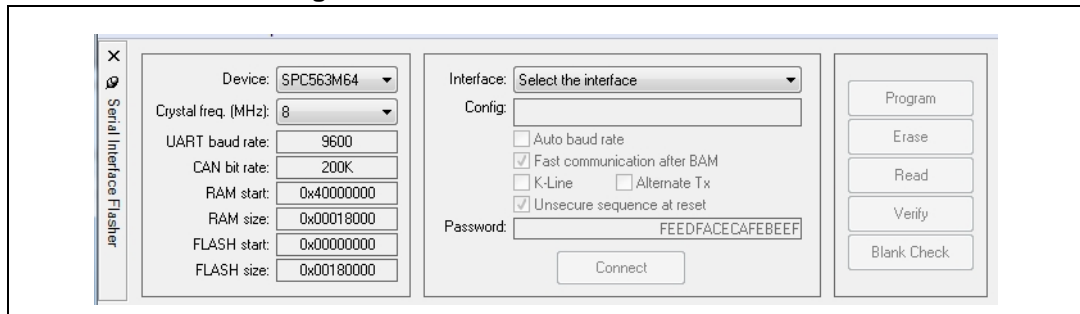 Serial Interface Flasher
Device: SPC563M64
Crystal freq. (MHz): 8
UART baud rate: 9600
CAN bit rate: 200K
RAM start: 0x40000000
RAM size: 0x00018000
FLASH start: 0x00000000
FLASH size: 0x00180000
Interface: Select the interface
Config:
Auto baud rate
Fast communication after BAM
K-Line Alternate Tx
Unsecure sequence at reset
Password: FEEDFACECAFEBEEF
Connect
Program
Erase
Read
Verify
Blank Check